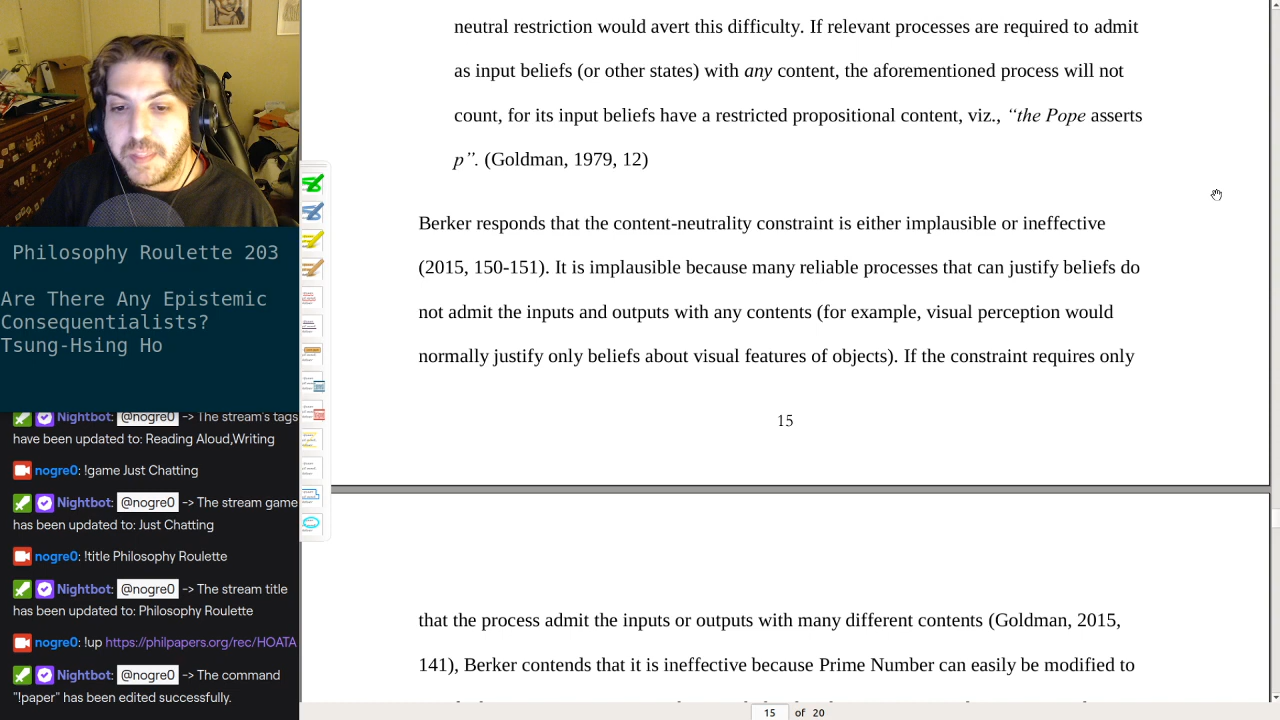 neutral restriction would avert this difficulty. If relevant processes are required to admit
as input beliefs (or other states) with any content, the aforementioned process will not
count, for its input beliefs have a restricted propositional content, viz., “the Pope asserts
p”. (Goldman, 1979, 12)
Berker responds that the content-neutrality constraint is either implausible or ineffective
(2015, 150-151). It is implausible because many reliable processes that can justify beliefs do
not admit the inputs and outputs with any contents (for example, visual perception would
normally justify only beliefs about visual features of objects). If the constraint requires only
15
that the process admit the inputs or outputs with many different contents (Goldman, 2015,
141), Berker contends that it is ineffective because Prime Number can easily be modified to
15 of 20
Philosophy Roulette 203
Are There Any Epistemic
Consequentialists?
Tsung-Hsing Ho
Nightbot: @nogre0 -> The stream's tags
have been updated to: Reading Aloud,Writing
nogre0: !game Just Chatting
Nightbot: @nogre0 -> The stream game
has been updated to: Just Chatting
nogre0: !title Philosophy Roulette
Nightbot: @nogre0 -> The stream title
has been updated to: Philosophy Roulette
nogre0: !up https://philpapers.org/rec/HOATA
Nightbot: @nogre0 -> The command
"!paper" has been edited successfully.